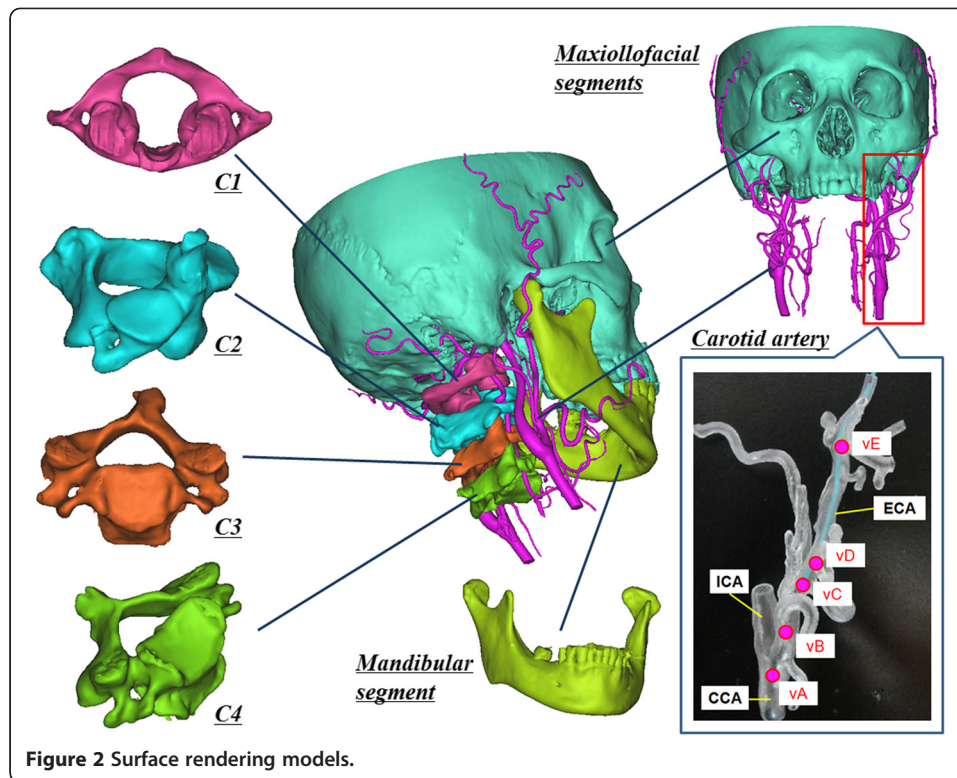 Maxiollofacial
segments
C1
C2
C3
C4
Carotid artery
Mandibular
segment
vE
ECA
vD
ICA
vC
vB
vA
CCA
Figure 2 Surface rendering models.